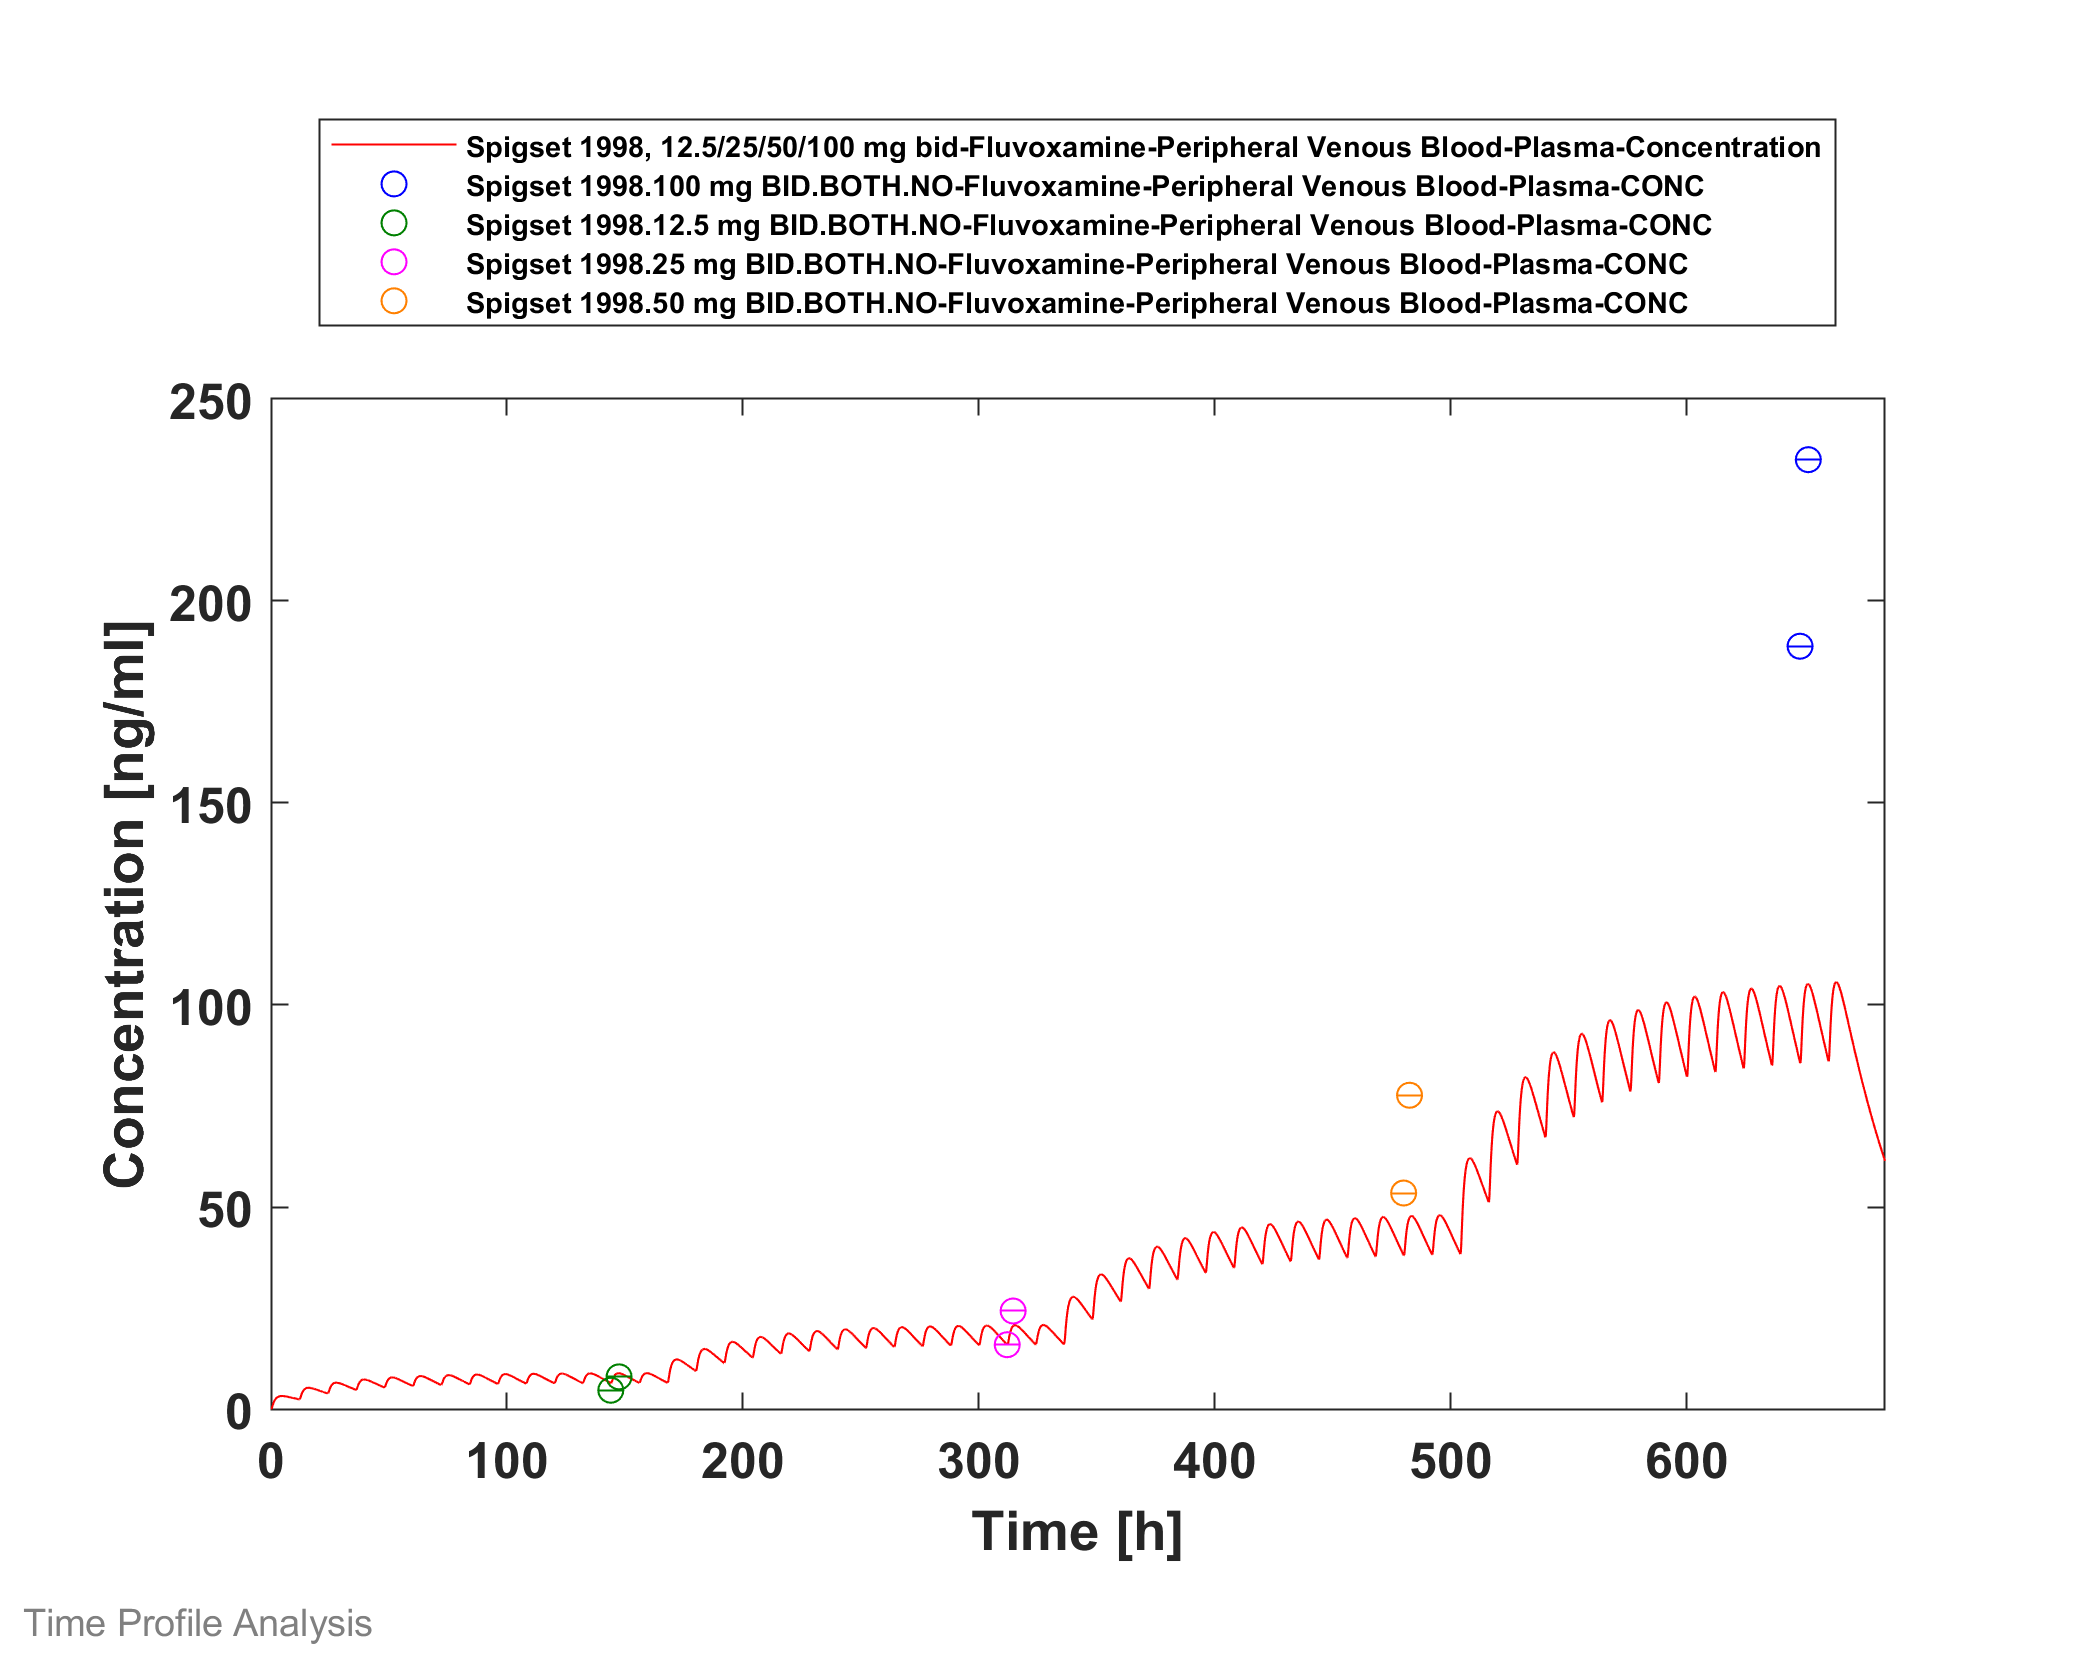 Spigset 1998, 12.5/25/50/100 mg bid-Fluvoxamine-Peripheral Venous Blood-Plasma-Concentration
Spigset 1998.100 mg BID.BOTH.NO-Fluvoxamine-Peripheral Venous Blood-Plasma-CONC
Spigset 1998.12.5 mg BID.BOTH.NO-Fluvoxamine-Peripheral Venous Blood-Plasma-CONC
Spigset 1998.25 mg BID.BOTH.NO-Fluvoxamine-Peripheral Venous Blood-Plasma-CONC
Spigset 1998.50 mg BID.BOTH.NO-Fluvoxamine-Peripheral Venous Blood-Plasma-CONC
250
200
150
100
50
0
Concentration [ng/ml]
0 100 200 300 400 500 600
Time [h]
Time Profile Analysis